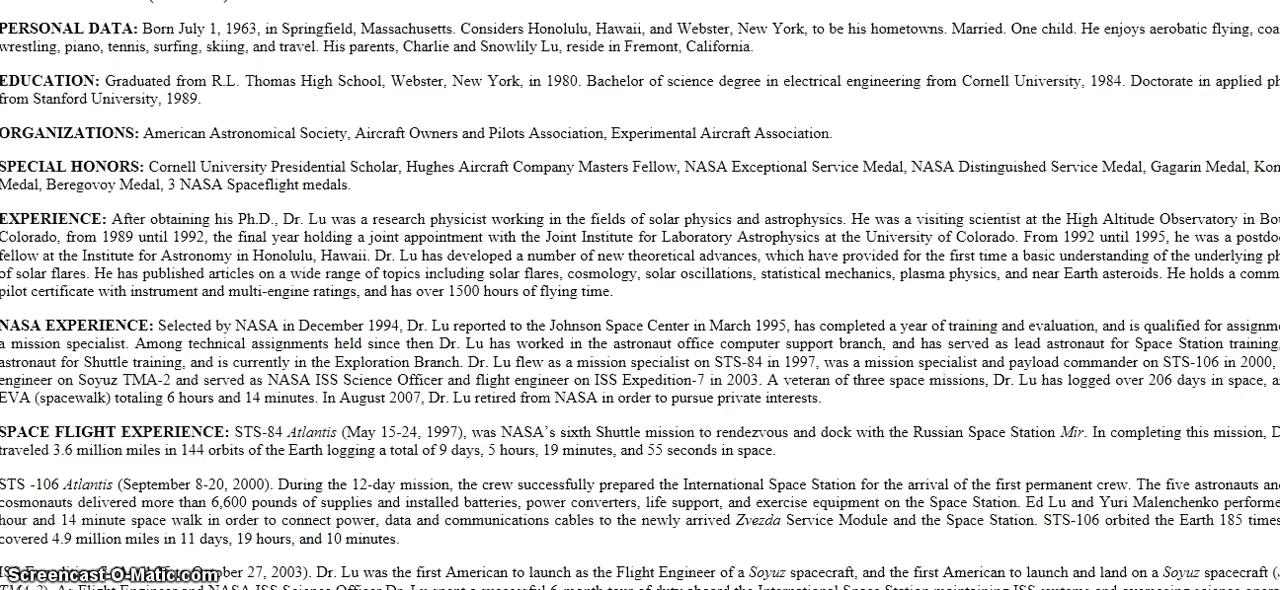 PERSONAL DATA: Born July 1, 1963, in Springfield, Massachusetts. Considers Honolulu, Hawaii, and Webster, New York, to be his hometowns. Married. One child. He enjoys aerobatic flying, coa
wrestling, piano, tennis, surfing, skiing, and travel. His parents, Charlie and Snowlily Lu, reside in Fremont, California.
EDUCATION: Graduated from R.L. Thomas High School, Webster, New York, in 1980. Bachelor of science degree in electrical engineering from Cornell University, 1984. Doctorate in applied ph
from Stanford University, 1989.
ORGANIZATIONS: American Astronomical Society, Aircraft Owners and Pilots Association, Experimental Aircraft Association.
SPECIAL HONORS: Cornell University Presidential Scholar, Hughes Aircraft Company Masters Fellow, NASA Exceptional Service Medal, NASA Distinguished Service Medal, Gagarin Medal, Kor
Medal, Beregovoy Medal, 3 NASA Spaceflight medals.
EXPERIENCE: After obtaining his Ph.D., Dr. Lu was a research physicist working in the fields of solar physics and astrophysics. He was a visiting scientist at the High Altitude Observatory in Bou
Colorado, from 1989 until 1992, the final year holding a joint appointment with the Joint Institute for Laboratory Astrophysics at the University of Colorado. From 1992 until 1995, he was a postdo
fellow at the Institute for Astronomy in Honolulu, Hawaii. Dr. Lu has developed a number of new theoretical advances, which have provided for the first time a basic understanding of the underlying ph
of solar flares. He has published articles on a wide range of topics including solar flares, cosmology, solar oscillations, statistical mechanics, plasma physics, and near Earth asteroids. He holds a comm
pilot certificate with instrument and multi-engine ratings, and has over 1500 hours of flying time.
NASA EXPERIENCE: Selected by NASA in December 1994, Dr. Lu reported to the Johnson Space Center in March 1995, has completed a year of training and evaluation, and is qualified for assignme
a mission specialist. Among technical assignments held since then Dr. Lu has worked in the astronaut office computer support branch, and has served as lead astronaut for Space Station training,
astronaut for Shuttle training, and is currently in the Exploration Branch. Dr. Lu flew as a mission specialist on STS-84 in 1997, was a mission specialist and payload commander on STS-106 in 2000,
engineer on Soyuz TMA-2 and served as NASA ISS Science Officer and flight engineer on ISS Expedition-7 in 2003. A veteran of three space missions, Dr. Lu has logged over 206 days in space, a
EVA (spacewalk) totaling 6 hours and 14 minutes. In August 2007, Dr. Lu retired from NASA in order to pursue private interests.
SPACE FLIGHT EXPERIENCE: STS-84 Atlantis (May 15-24, 1997), was NASA's sixth Shuttle mission to rendezvous and dock with the Russian Space Station Mir. In completing this mission, D
traveled 3.6 million miles in 144 orbits of the Earth logging a total of 9 days, 5 hours, 19 minutes, and 55 seconds in space.
STS -106 Atlantis (September 8-20, 2000). During the 12-day mission, the crew successfully prepared the International Space Station for the arrival of the first permanent crew. The five astronauts and
cosmonauts delivered more than 6,600 pounds of supplies and installed batteries, power converters, life support, and exercise equipment on the Space Station. Ed Lu and Yuri Malenchenko performe
hour and 14 minute space walk in order to connect power, data and communications cables to the newly arrived Zvezda Service Module and the Space Station. STS-106 orbited the Earth 185 times
covered 4.9 million miles in 11 days, 19 hours, and 10 minutes.
ober 27, 2003). Dr. Lu was the first American to launch as the Flight Engineer of a Soyuz spacecraft, and the first American to launch and land on a Soyuz spacecraft (
Screencast-O-Matic.com